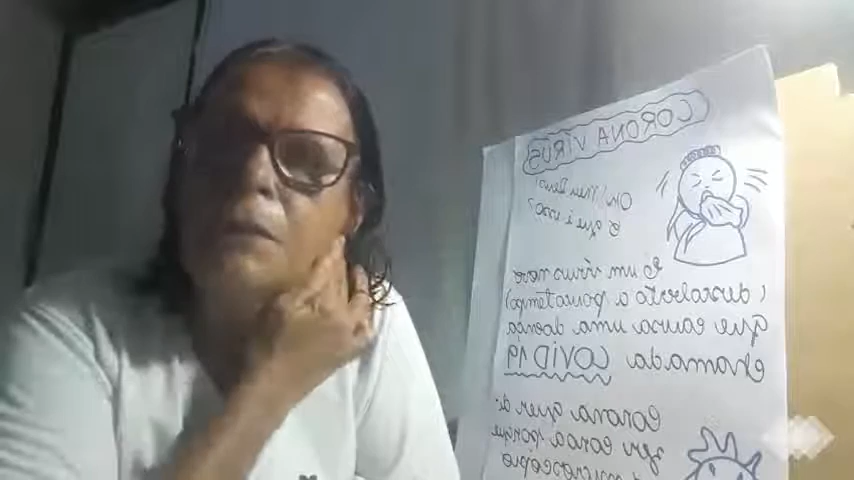 CORONA VÍRUS
Oh! Meu Deus!
O que é isso?
É um vírus novo
(descoberto a pouco tempo)
que causa uma doença
chamada COVID 19
Corona quer di-
zer coroa porque
microscópio